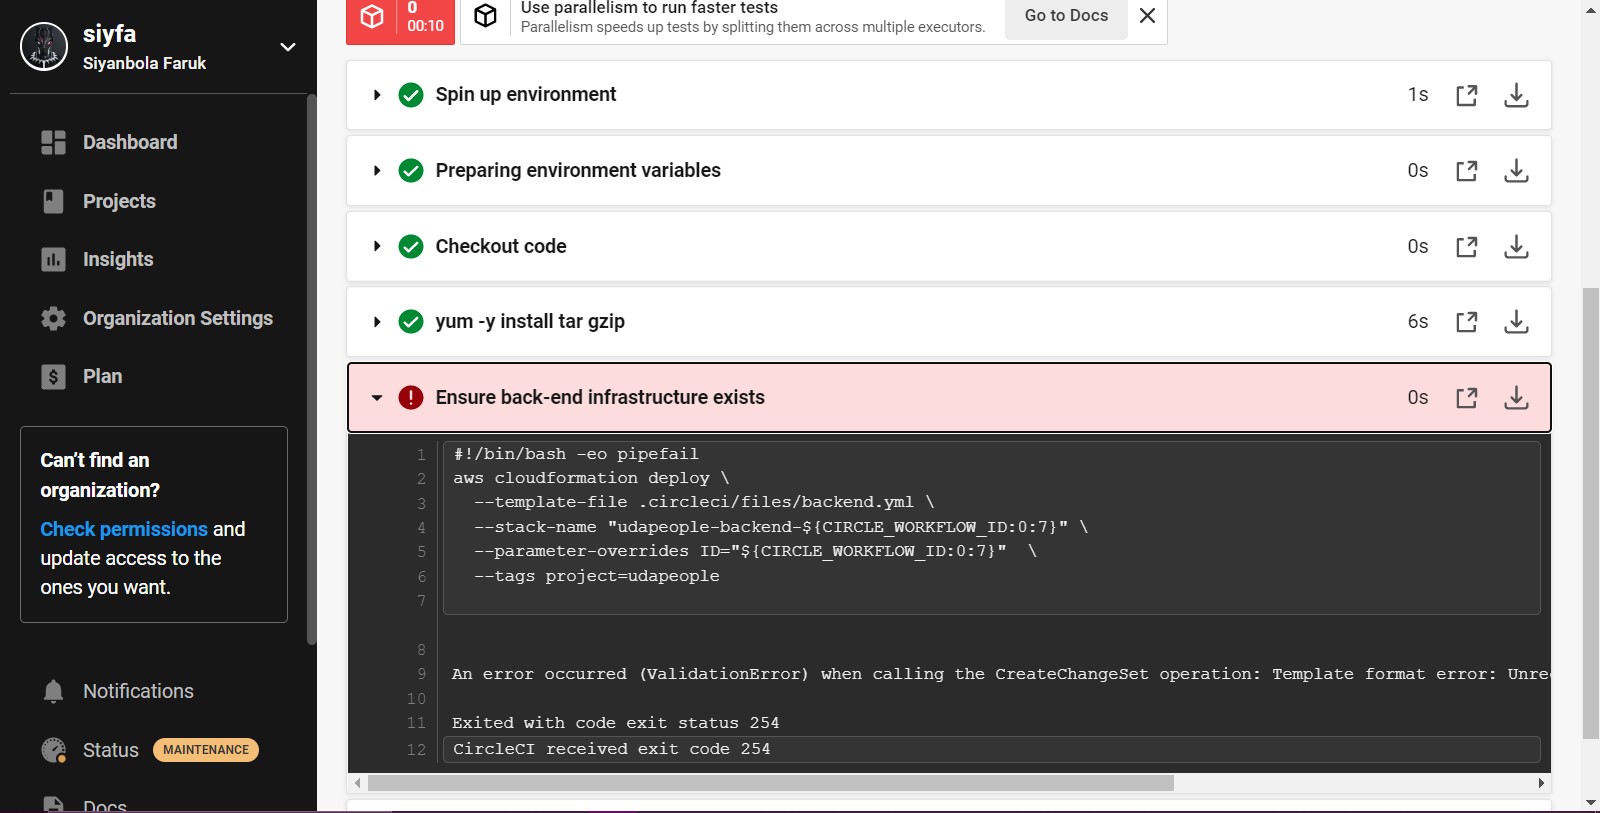 siyfa
Siyanbola Faruk
Dashboard
Projects
Insights
Organization Settings
Plan
Can't find an
organization?
Check permissions and
update access to the
ones you want.
Notifications
Status MAINTENANCE
Docs
0
00:10
Use parallelism to run faster tests
Parallelism speeds up tests by splitting them across multiple executors.
Go to Docs
Spin up environment 1s
Preparing environment variables 0s
Checkout code 0s
yum -y install tar gzip 6s
Ensure back-end infrastructure exists 0s
1 #!/bin/bash -eo pipefail
2 aws cloudformation deploy \
3 --template-file .circleci/files/backend.yml \
4 --stack-name "udapeople-backend-${CIRCLE_WORKFLOW_ID:0:7}" \
5 --parameter-overrides ID="${CIRCLE_WORKFLOW_ID:0:7}"  \
6 --tags project=udapeople
7
8
9 An error occurred (ValidationError) when calling the CreateChangeSet operation: Template format error: Unre
10
11 Exited with code exit status 254
12 CircleCI received exit code 254